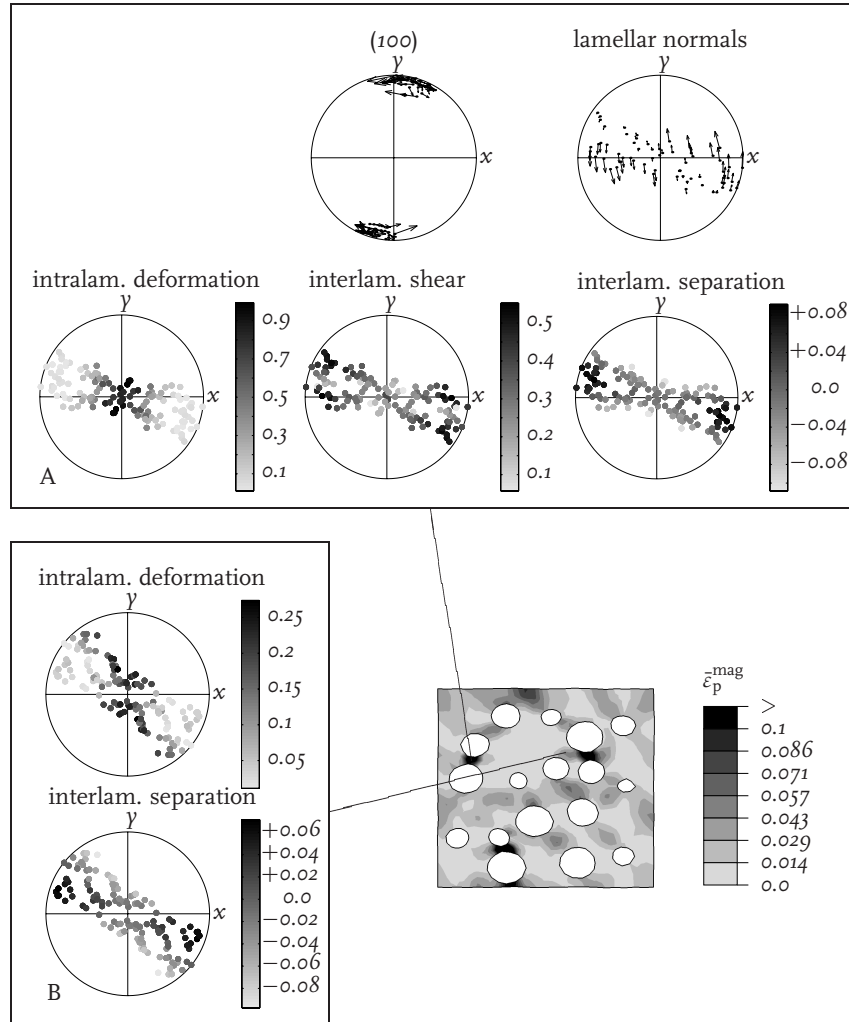 (100)
lamellar normals
y
y
x
x
intralam. deformation
interlam. shear
interlam. separation
y
y
y
x
x
x
0.9
0.7
0.5
0.3
0.1
0.5
0.4
0.3
0.2
0.1
+0.08
+0.04
0.0
−0.04
−0.08
A
intralam. deformation
y
x
0.25
0.2
0.15
0.1
0.05
interlam. separation
y
x
+0.06
+0.04
+0.02
0.0
−0.02
−0.04
−0.06
−0.08
B
ε̄ₚᵐᵃᵍ
>
0.1
0.086
0.071
0.057
0.043
0.029
0.014
0.0